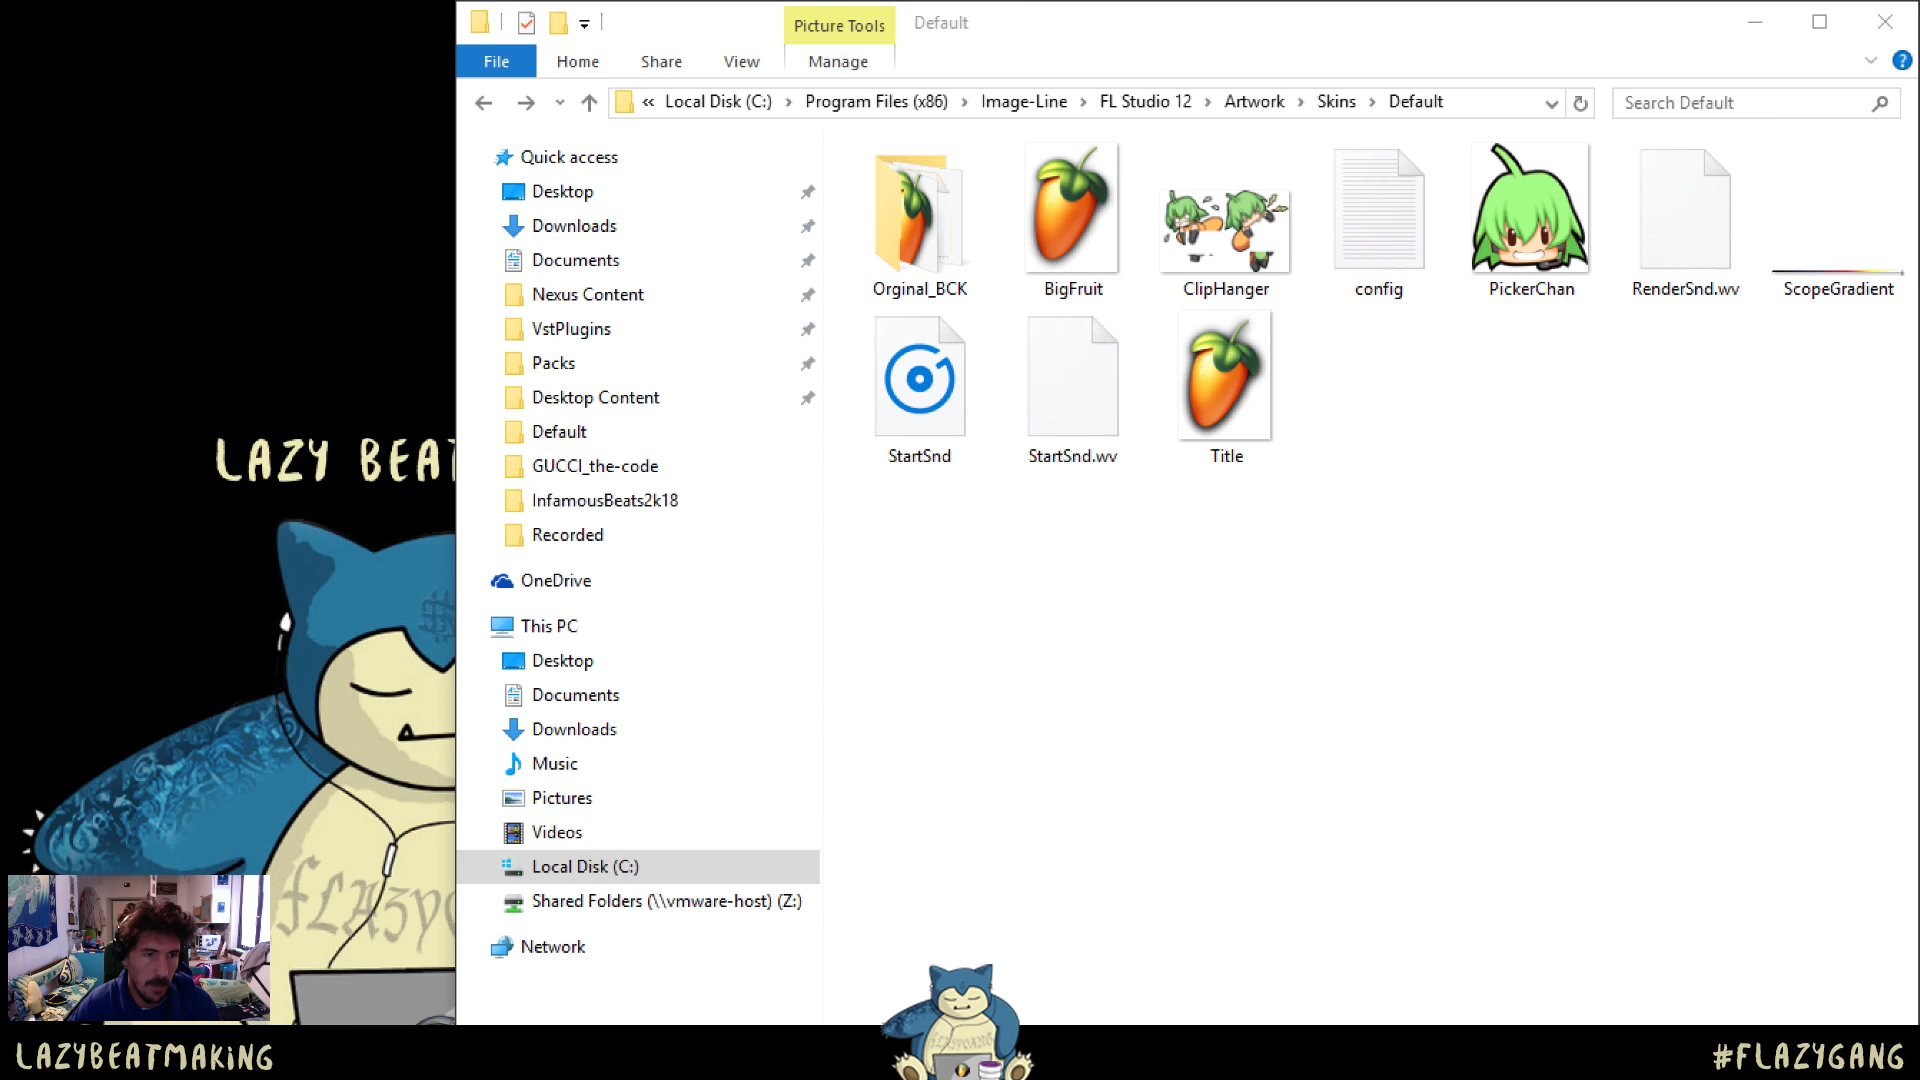 Picture Tools
Default
File
Home
Share
View
Manage
?
«
Local Disk (C:)
Program Files (x86)
Image-Line
FL Studio 12
Artwork
Skins
Default
Search Default
Quick access
Desktop
Downloads
Documents
Nexus Content
VstPlugins
Packs
Desktop Content
Default
GUCCI_the-code
InfamousBeats2k18
Recorded
OneDrive
This PC
Desktop
Documents
Downloads
Music
Pictures
Videos
Local Disk (C:)
Shared Folders (\\vmware-host) (Z:)
Network
Orginal_BCK
BigFruit
ClipHanger
config
PickerChan
RenderSnd.wv
ScopeGradient
StartSnd
StartSnd.wv
Title
LAZY BEAT
FLAZYG
FLAZYGANG
LAZYBEATMAKING
#FLAZYGANG